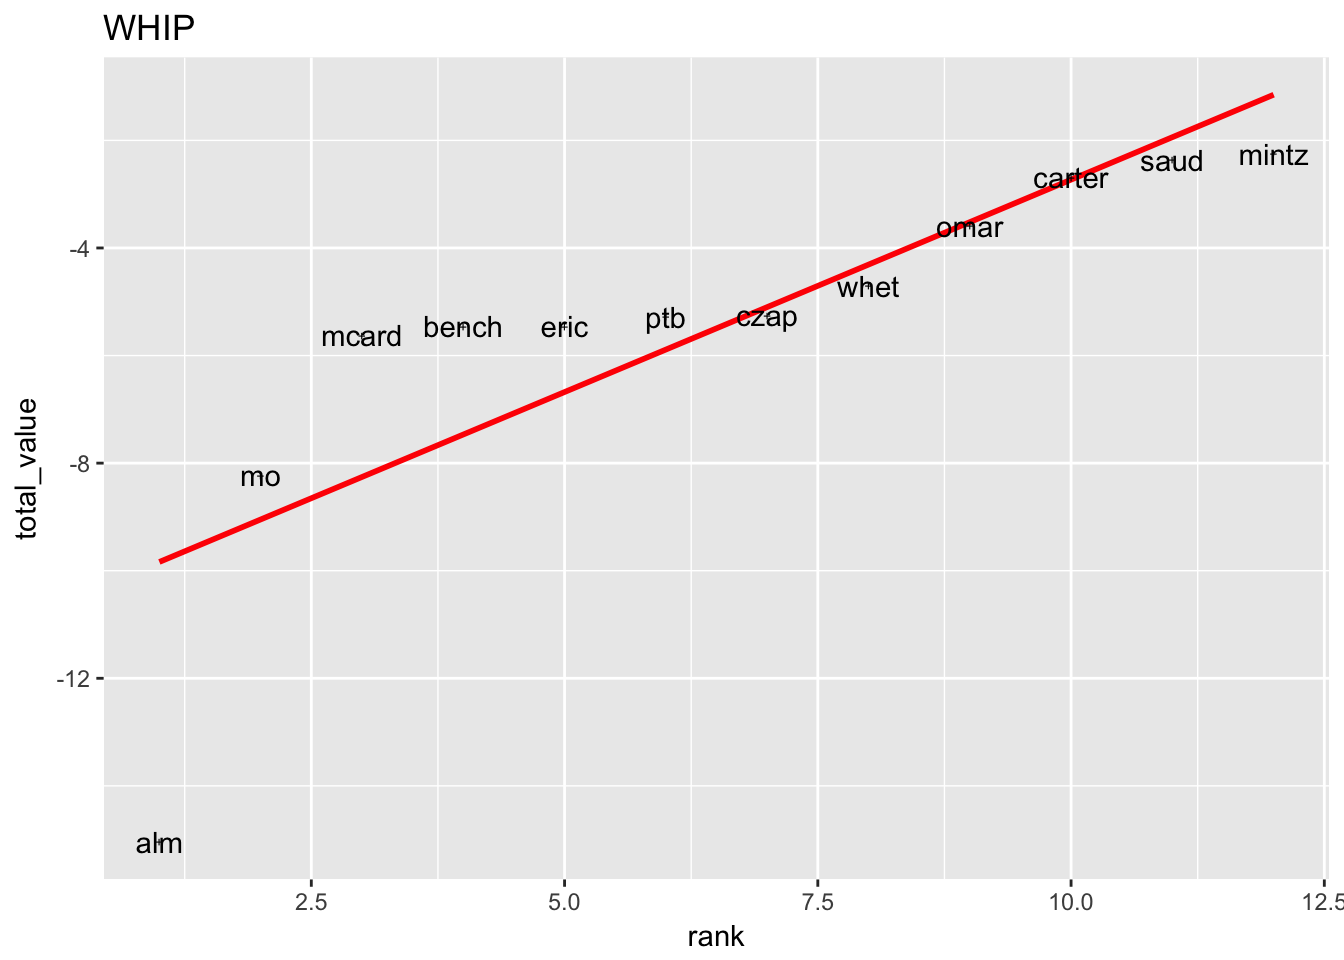 WHIP
total_value
-4
-8
-12
mintz
saud
carter
omar
whet
czap
ptb
eric
bench
mcard
mo
alm
2.5 5.0 7.5 10.0 12.5
rank